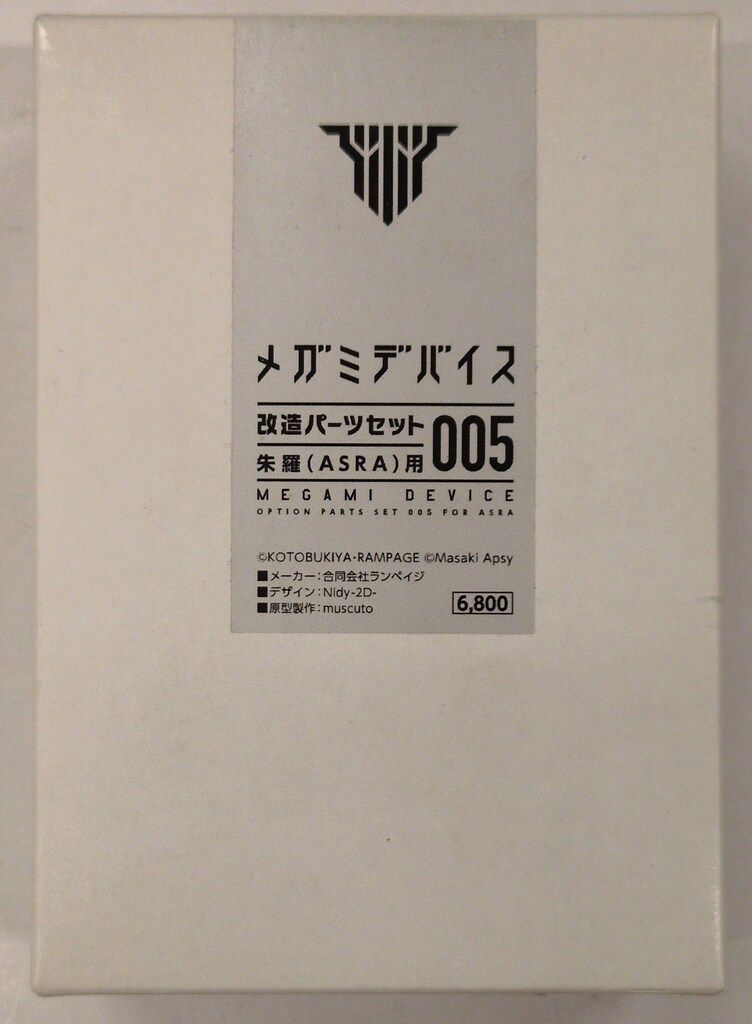 メガミデバイス
改造パーツセット 005
朱羅(ASRA)用
MEGAMI DEVICE
OPTION PARTS SET 005 FOR ASRA
©KOTOBUKIYA・RAMPAGE ©Masaki Apsy
■メーカー:合同会社ランペイジ
■デザイン:Nidy-2D-
■原型製作:muscuto
6,800